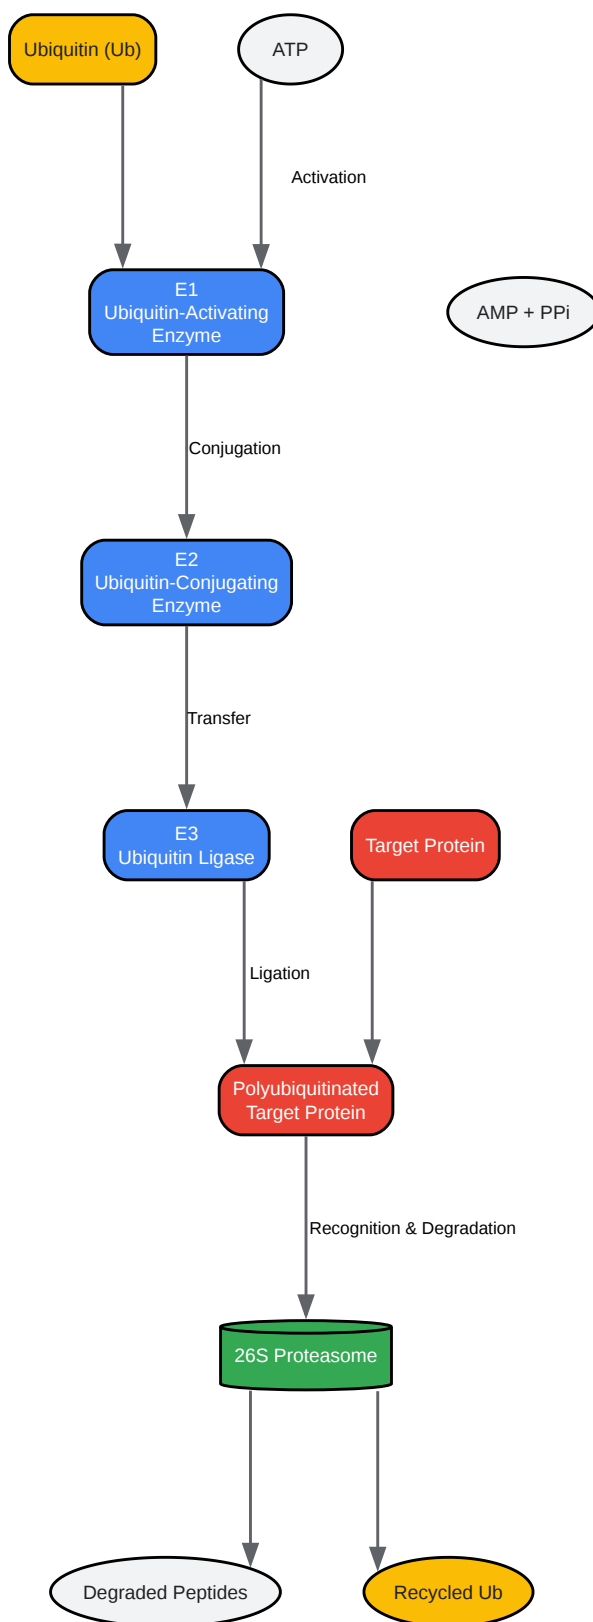 Ubiquitin (Ub)
ATP
Activation
E1
Ubiquitin-Activating
Enzyme
AMP + PPi
Conjugation
E2
Ubiquitin-Conjugating
Enzyme
Transfer
E3
Ubiquitin Ligase
Target Protein
Ligation
Polyubiquitinated
Target Protein
Recognition & Degradation
26S Proteasome
Degraded Peptides
Recycled Ub